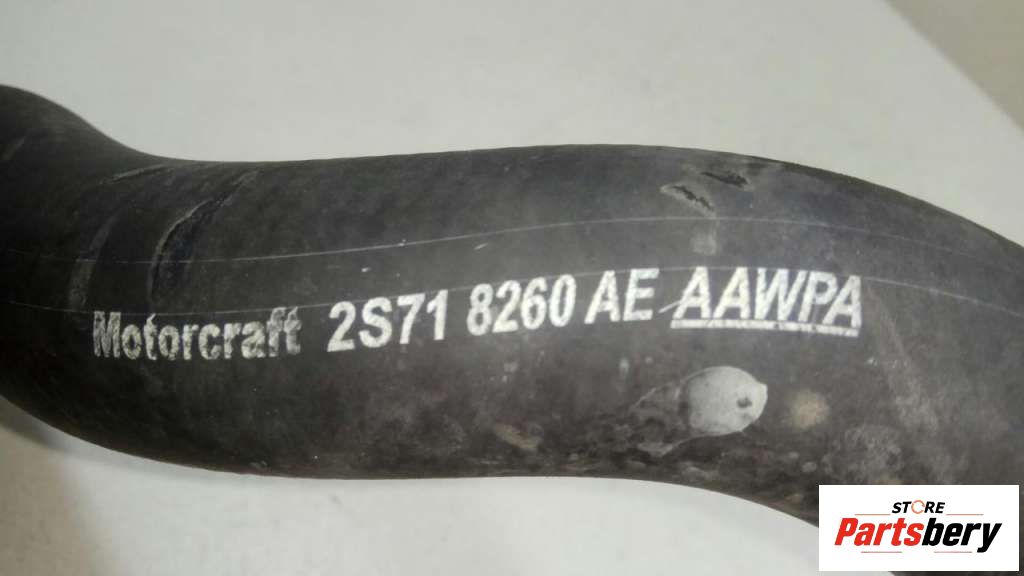 Motorcraft 2S71 8260 AE AAWPA
STORE
Partsbery